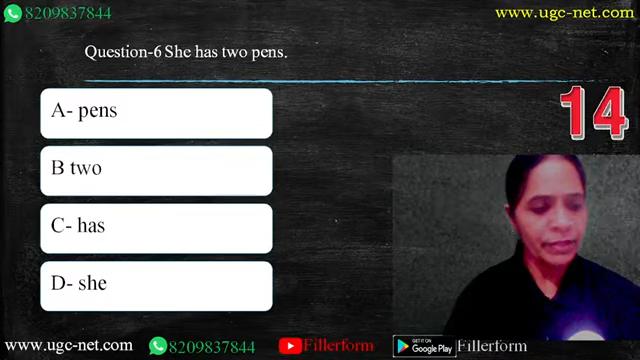 8209837844
www.ugc-net.com
Question-6 She has two pens.
14
A- pens
B two
C- has
D- she
www.ugc-net.com 8209837844 Fillerform GET IT ON Google Play Fillerform